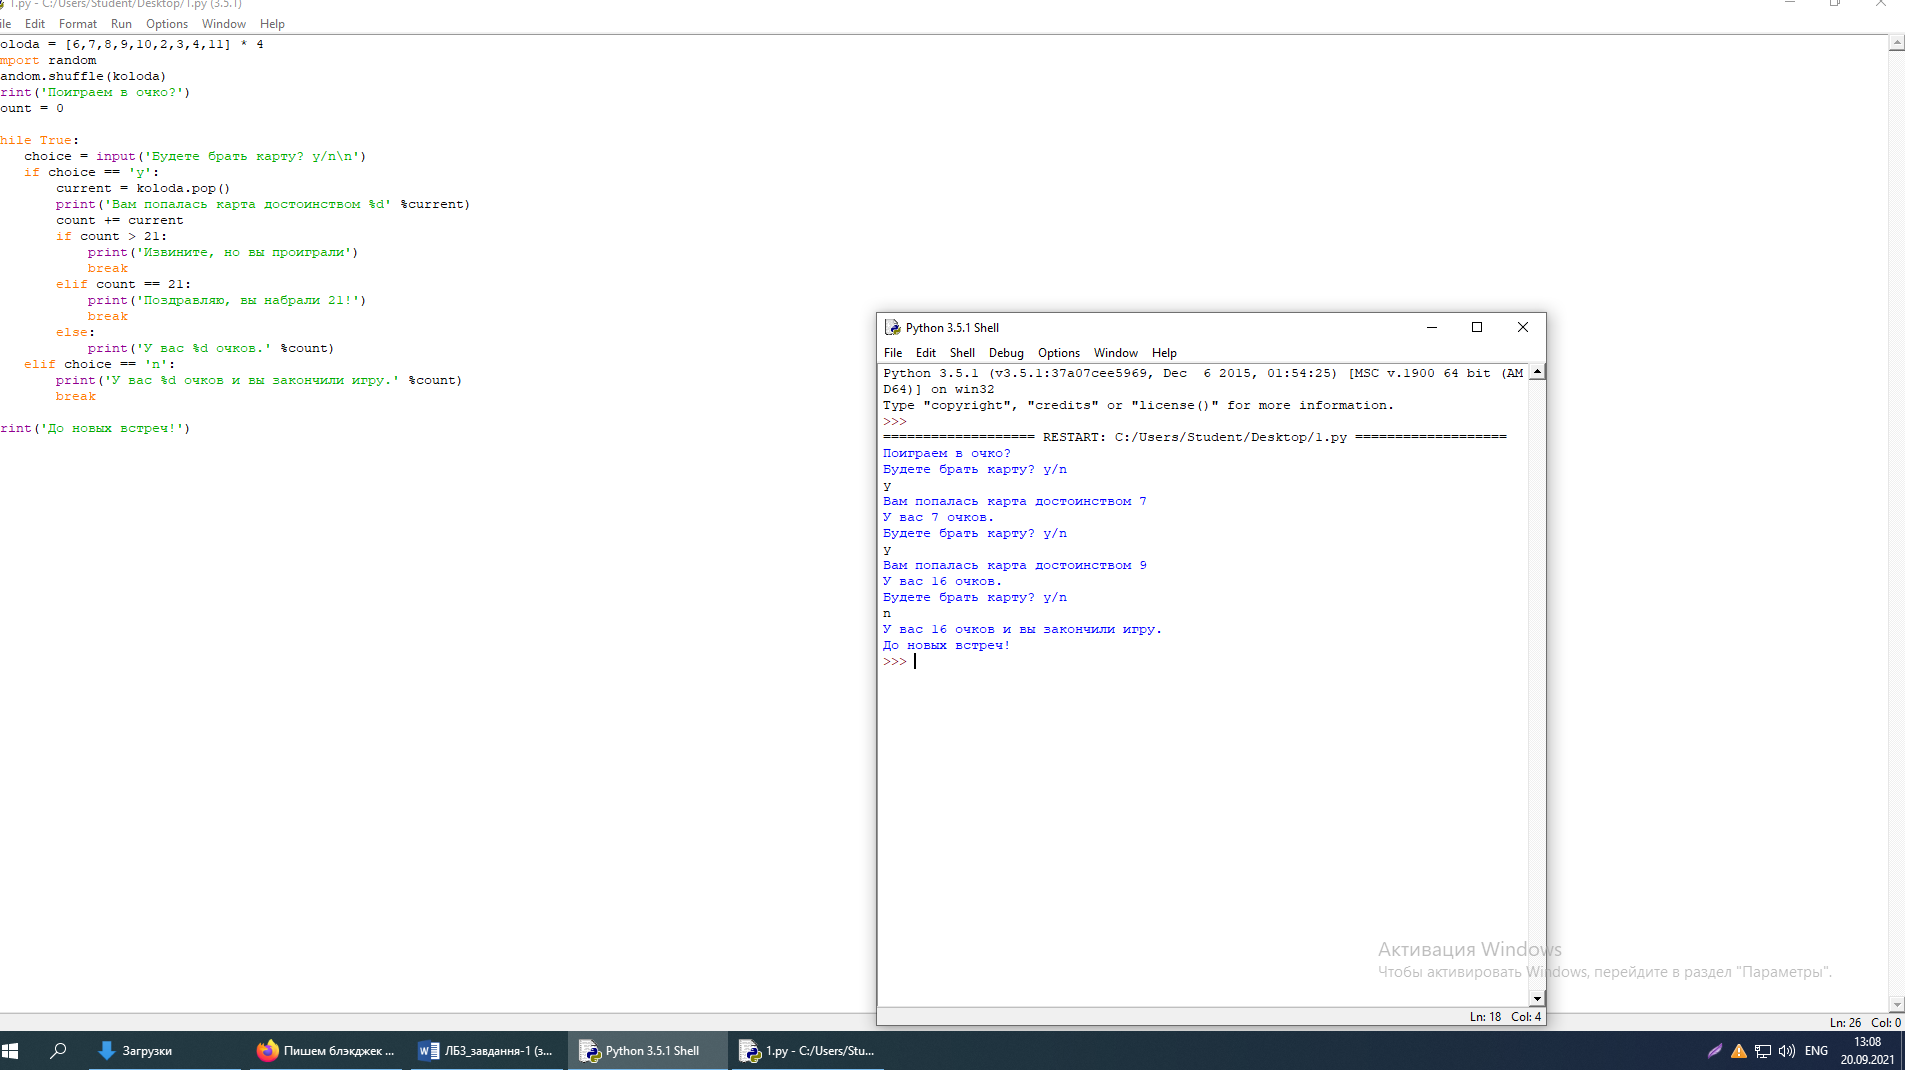 1.py - C:/Users/Student/Desktop/1.py (3.5.1)
ile Edit Format Run Options Window Help
oloda = [6,7,8,9,10,2,3,4,11] * 4
mport random
andom.shuffle(koloda)
rint('Поиграем в очко?')
ount = 0
hile True:
choice = input('Будете брать карту? y/n\n')
if choice == 'y':
current = koloda.pop()
print('Вам попалась карта достоинством %d' %current)
count += current
if count > 21:
print('Извините, но вы проиграли')
break
elif count == 21:
print('Поздравляю, вы набрали 21!')
break
else:
print('У вас %d очков.' %count)
elif choice == 'n':
print('У вас %d очков и вы закончили игру.' %count)
break
rint('До новых встреч!')
Python 3.5.1 Shell
File Edit Shell Debug Options Window Help
Python 3.5.1 (v3.5.1:37a07cee5969, Dec  6 2015, 01:54:25) [MSC v.1900 64 bit (AM
D64)] on win32
Type "copyright", "credits" or "license()" for more information.
>>>
=================== RESTART: C:/Users/Student/Desktop/1.py ===================
Поиграем в очко?
Будете брать карту? y/n
y
Вам попалась карта достоинством 7
У вас 7 очков.
Будете брать карту? y/n
y
Вам попалась карта достоинством 9
У вас 16 очков.
Будете брать карту? y/n
n
У вас 16 очков и вы закончили игру.
До новых встреч!
>>>
Активация Windows
Чтобы активировать Windows, перейдите в раздел "Параметры".
Ln: 18 Col: 4
Ln: 26 Col: 0
Загрузки
Пишем блэкджек ...
ЛБ3_завдання-1 (з...
Python 3.5.1 Shell
1.py - C:/Users/Stu...
ENG
13:08
20.09.2021